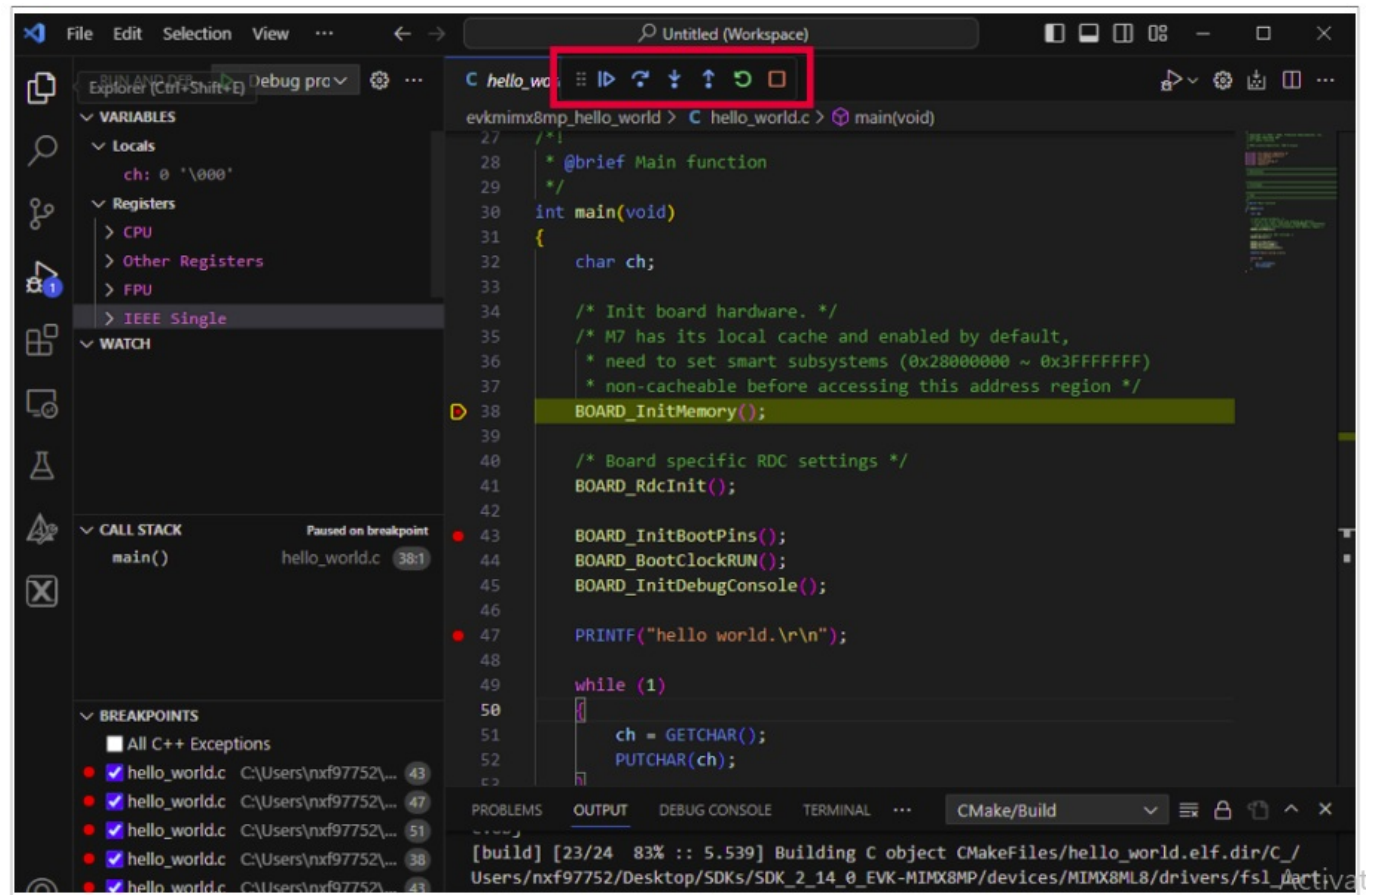 File Edit Selection View ··· Untitled (Workspace)
RUN AND DEB... Debug prc
Explorer (Ctrl+Shift+E)
VARIABLES
Locals
ch: 0 '\000'
Registers
CPU
Other Registers
FPU
IEEE Single
WATCH
CALL STACK Paused on breakpoint
main() hello_world.c 38:1
BREAKPOINTS
All C++ Exceptions
hello_world.c C:\Users\nxf97752\... 43
hello_world.c C:\Users\nxf97752\... 47
hello_world.c C:\Users\nxf97752\... 51
hello_world.c C:\Users\nxf97752\... 38
hello_world.c C:\Users\nxf97752\... 43
1
C hello_wo
evkmimx8mp_hello_world > C hello_world.c > main(void)
27 /*!
28 * @brief Main function
29 */
30 int main(void)
31 {
32 char ch;
33
34 /* Init board hardware. */
35 /* M7 has its local cache and enabled by default,
36 * need to set smart subsystems (0x28000000 ~ 0x3FFFFFFF)
37 * non-cacheable before accessing this address region */
38 BOARD_InitMemory();
39
40 /* Board specific RDC settings */
41 BOARD_RdcInit();
42
43 BOARD_InitBootPins();
44 BOARD_BootClockRUN();
45 BOARD_InitDebugConsole();
46
47 PRINTF("hello world.\r\n");
48
49 while (1)
50 {
51 ch = GETCHAR();
52 PUTCHAR(ch);
53 }
PROBLEMS OUTPUT DEBUG CONSOLE TERMINAL ··· CMake/Build
[build] [23/24 83% :: 5.539] Building C object CMakeFiles/hello_world.elf.dir/C_/
Users/nxf97752/Desktop/SDKs/SDK_2_14_0_EVK-MIMX8MP/devices/MIMX8ML8/drivers/fsl_uart.